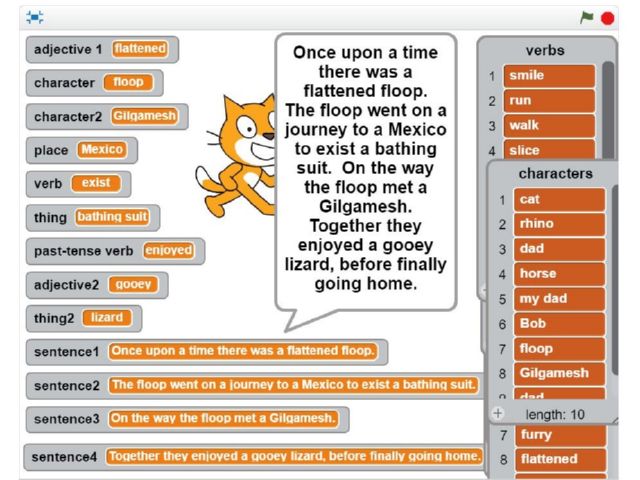 adjective 1 flattened
character floop
character2 Gilgamesh
place Mexico
verb exist
thing bathing suit
past-tense verb enjoyed
adjective2 gooey
thing2 lizard
sentence1 Once upon a time there was a flattened floop.
sentence2 The floop went on a journey to a Mexico to exist a bathing suit.
sentence3 On the way the floop met a Gilgamesh.
sentence4 Together they enjoyed a gooey lizard, before finally going home.
Once upon a time
there was a
flattened floop.
The floop went on a
journey to a Mexico
to exist a bathing
suit. On the way
the floop met a
Gilgamesh.
Together they
enjoyed a gooey
lizard, before finally
going home.
verbs
1 smile
2 run
3 walk
4 slice
characters
1 cat
2 rhino
3 dad
4 horse
5 my dad
6 Bob
7 floop
8 Gilgamesh
9 dad
+ length: 10
7 furry
8 flattened